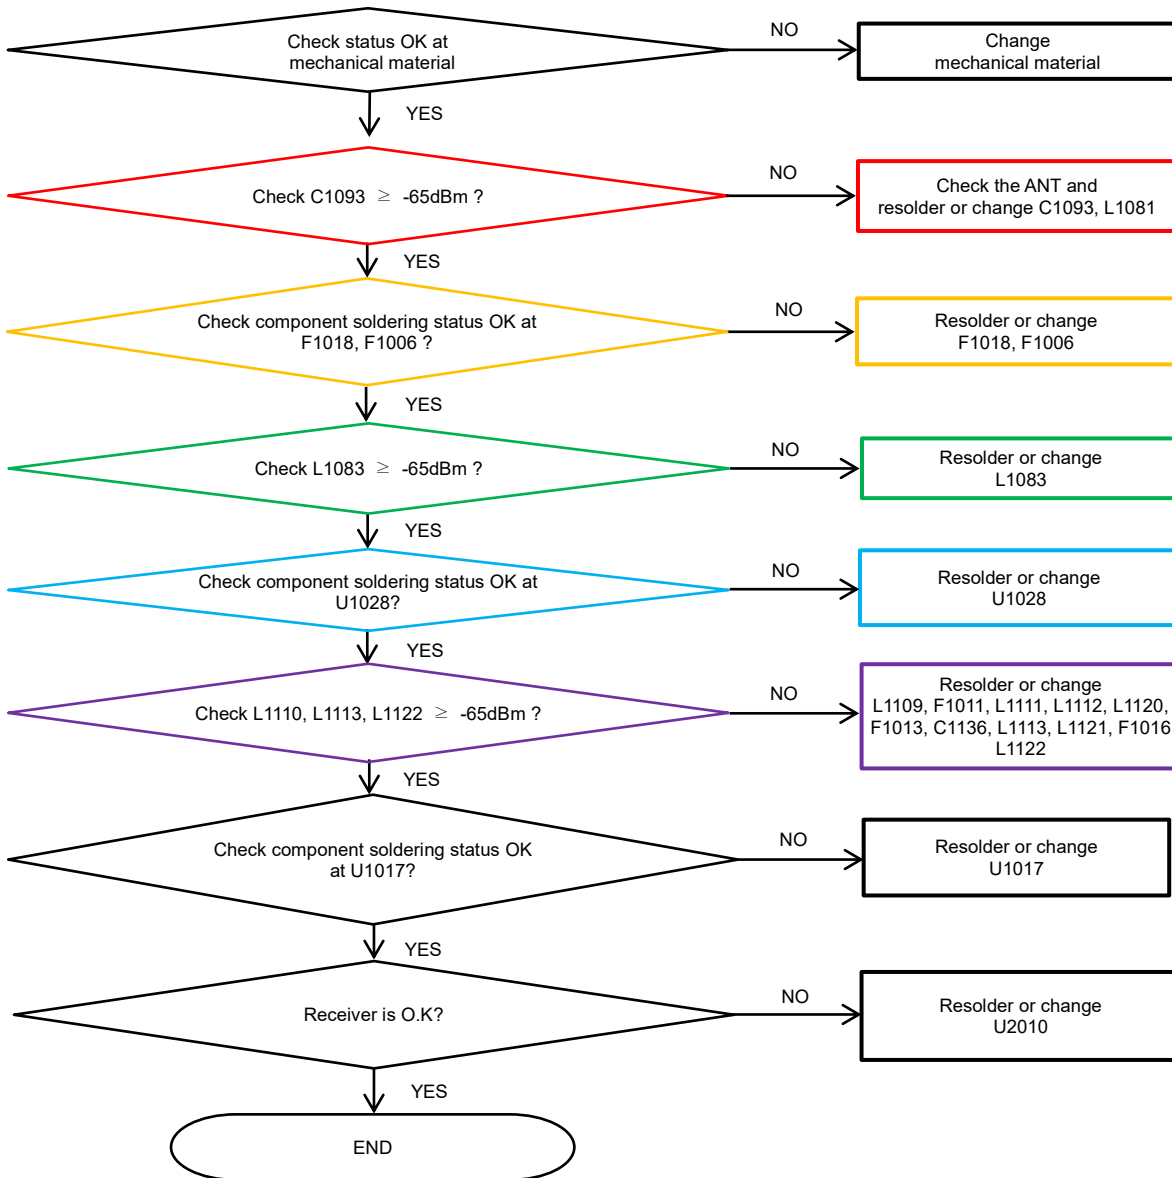 Check status OK at
mechanical material
NO
Change
mechanical material
YES
Check C1093 ≥ -65dBm ?
NO
Check the ANT and
resolder or change C1093, L1081
YES
Check component soldering status OK at
F1018, F1006 ?
NO
Resolder or change
F1018, F1006
YES
Check L1083 ≥ -65dBm ?
NO
Resolder or change
L1083
YES
Check component soldering status OK at
U1028?
NO
Resolder or change
U1028
YES
Check L1110, L1113, L1122 ≥ -65dBm ?
NO
Resolder or change
L1109, F1011, L1111, L1112, L1120,
F1013, C1136, L1113, L1121, F1016
L1122
YES
Check component soldering status OK
at U1017?
NO
Resolder or change
U1017
YES
Receiver is O.K?
NO
Resolder or change
U2010
YES
END